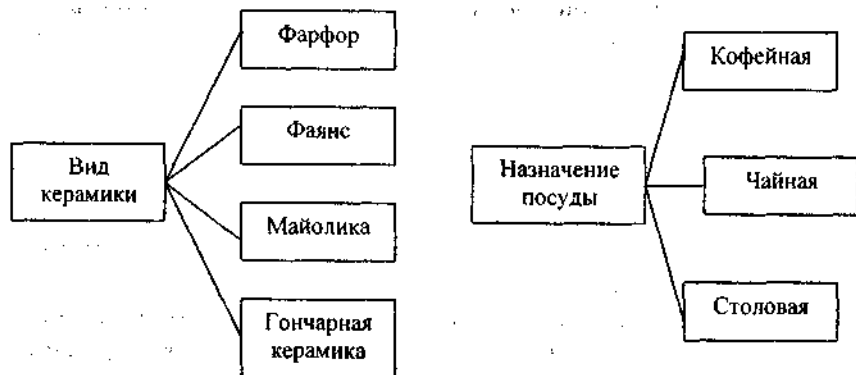 Фарфор
Фаянс
Вид
керамики
Майолика
Гончарная
керамика
Кофейная
Назначение
посуды
Чайная
Столовая